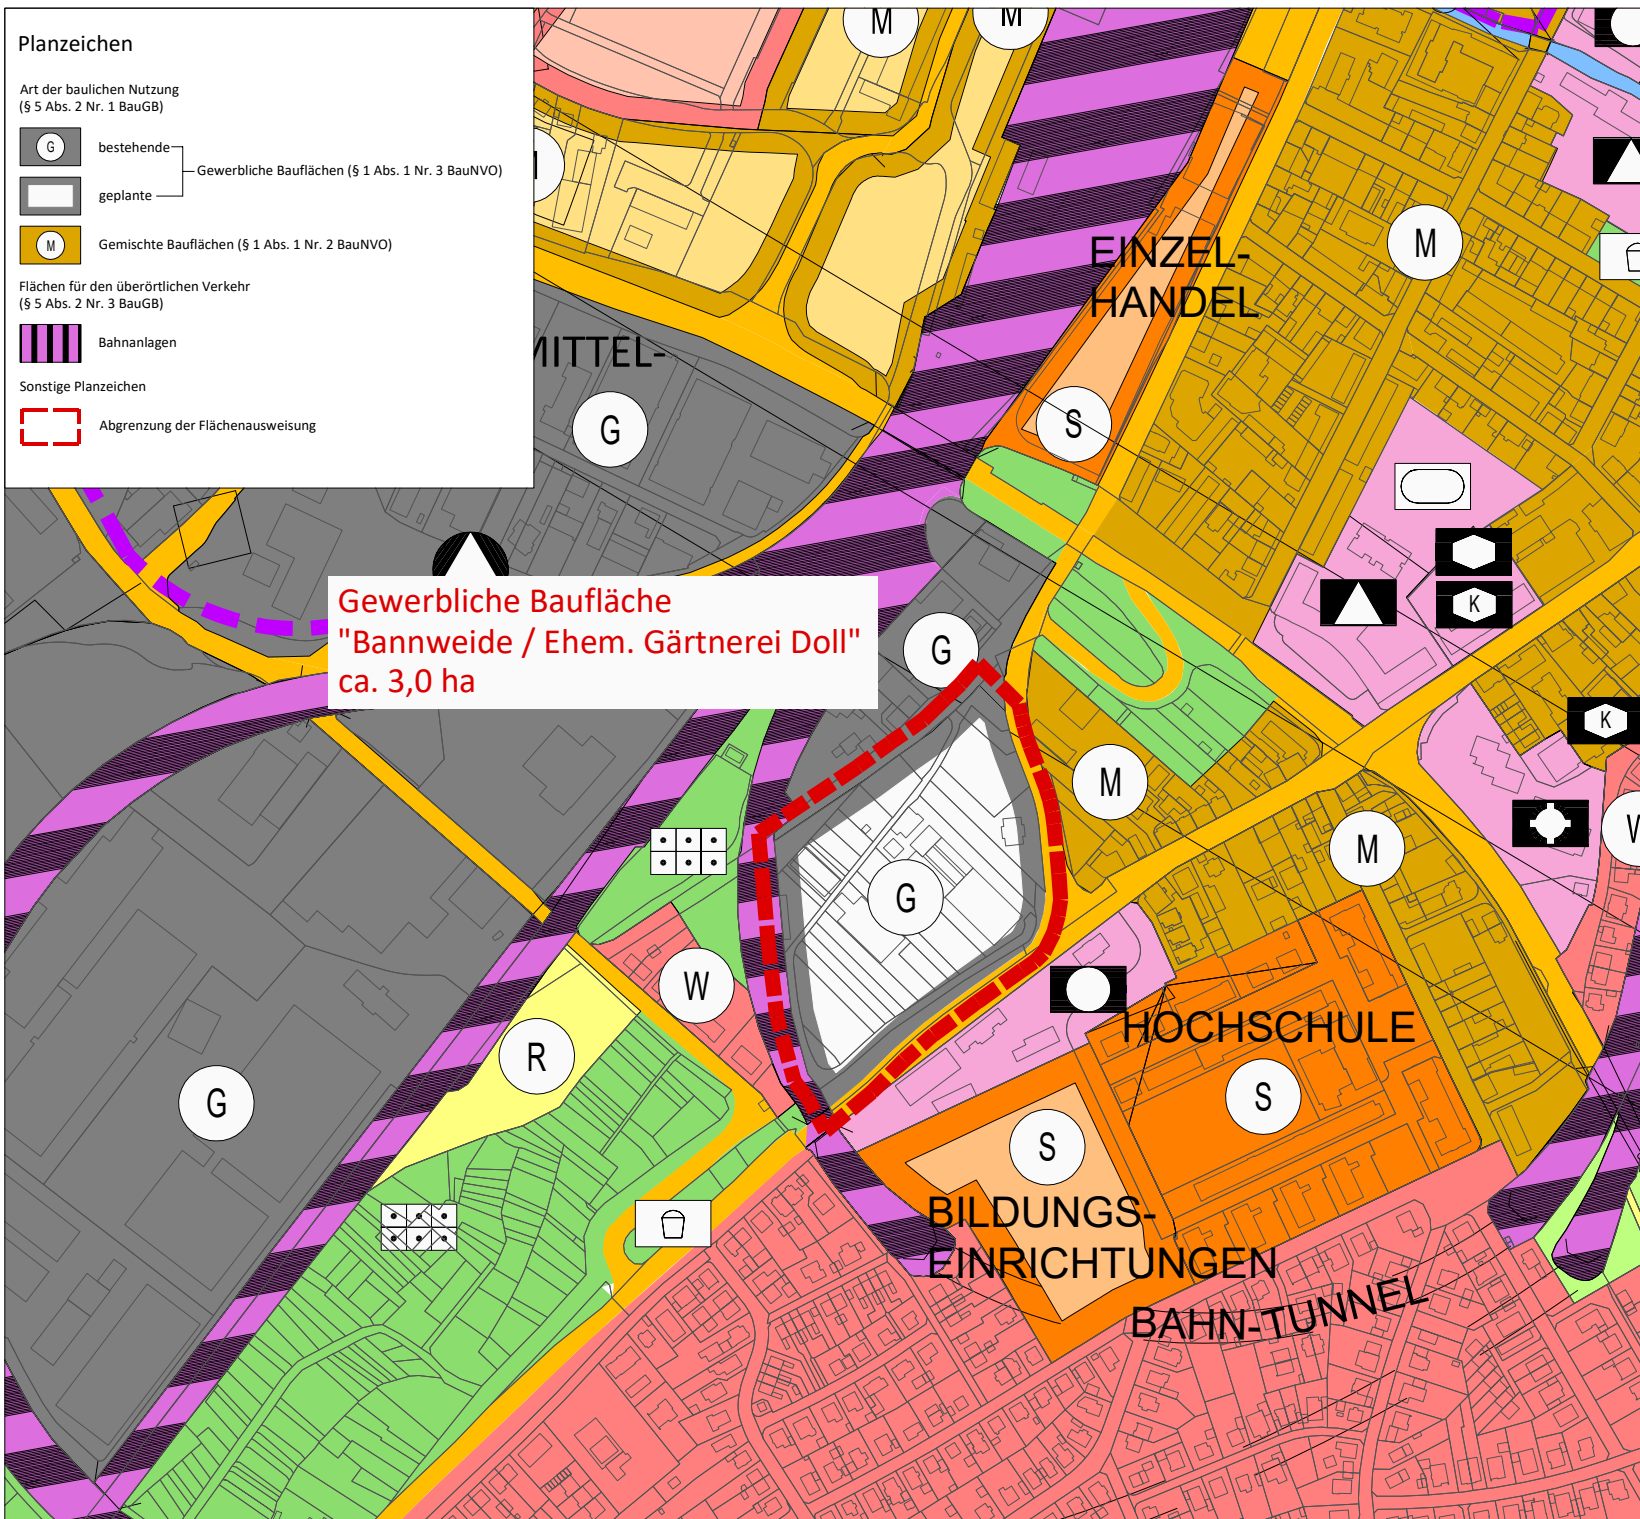 Planzeichen
Art der baulichen Nutzung
(§ 5 Abs. 2 Nr. 1 BauGB)
G
bestehende
Gewerbliche Bauflächen (§ 1 Abs. 1 Nr. 3 BauNVO)
geplante
M
Gemischte Bauflächen (§ 1 Abs. 1 Nr. 2 BauNVO)
Flächen für den überörtlichen Verkehr
(§ 5 Abs. 2 Nr. 3 BauGB)
Bahnanlagen
Sonstige Planzeichen
Abgrenzung der Flächenausweisung
M
M
EINZEL-
HANDEL
M
MITTEL-
G
S
K
Gewerbliche Baufläche
"Bannweide / Ehem. Gärtnerei Doll"
ca. 3,0 ha
G
K
M
M
G
W
HOCHSCHULE
R
G
S
S
BILDUNGS-
EINRICHTUNGEN
BAHN-TUNNEL